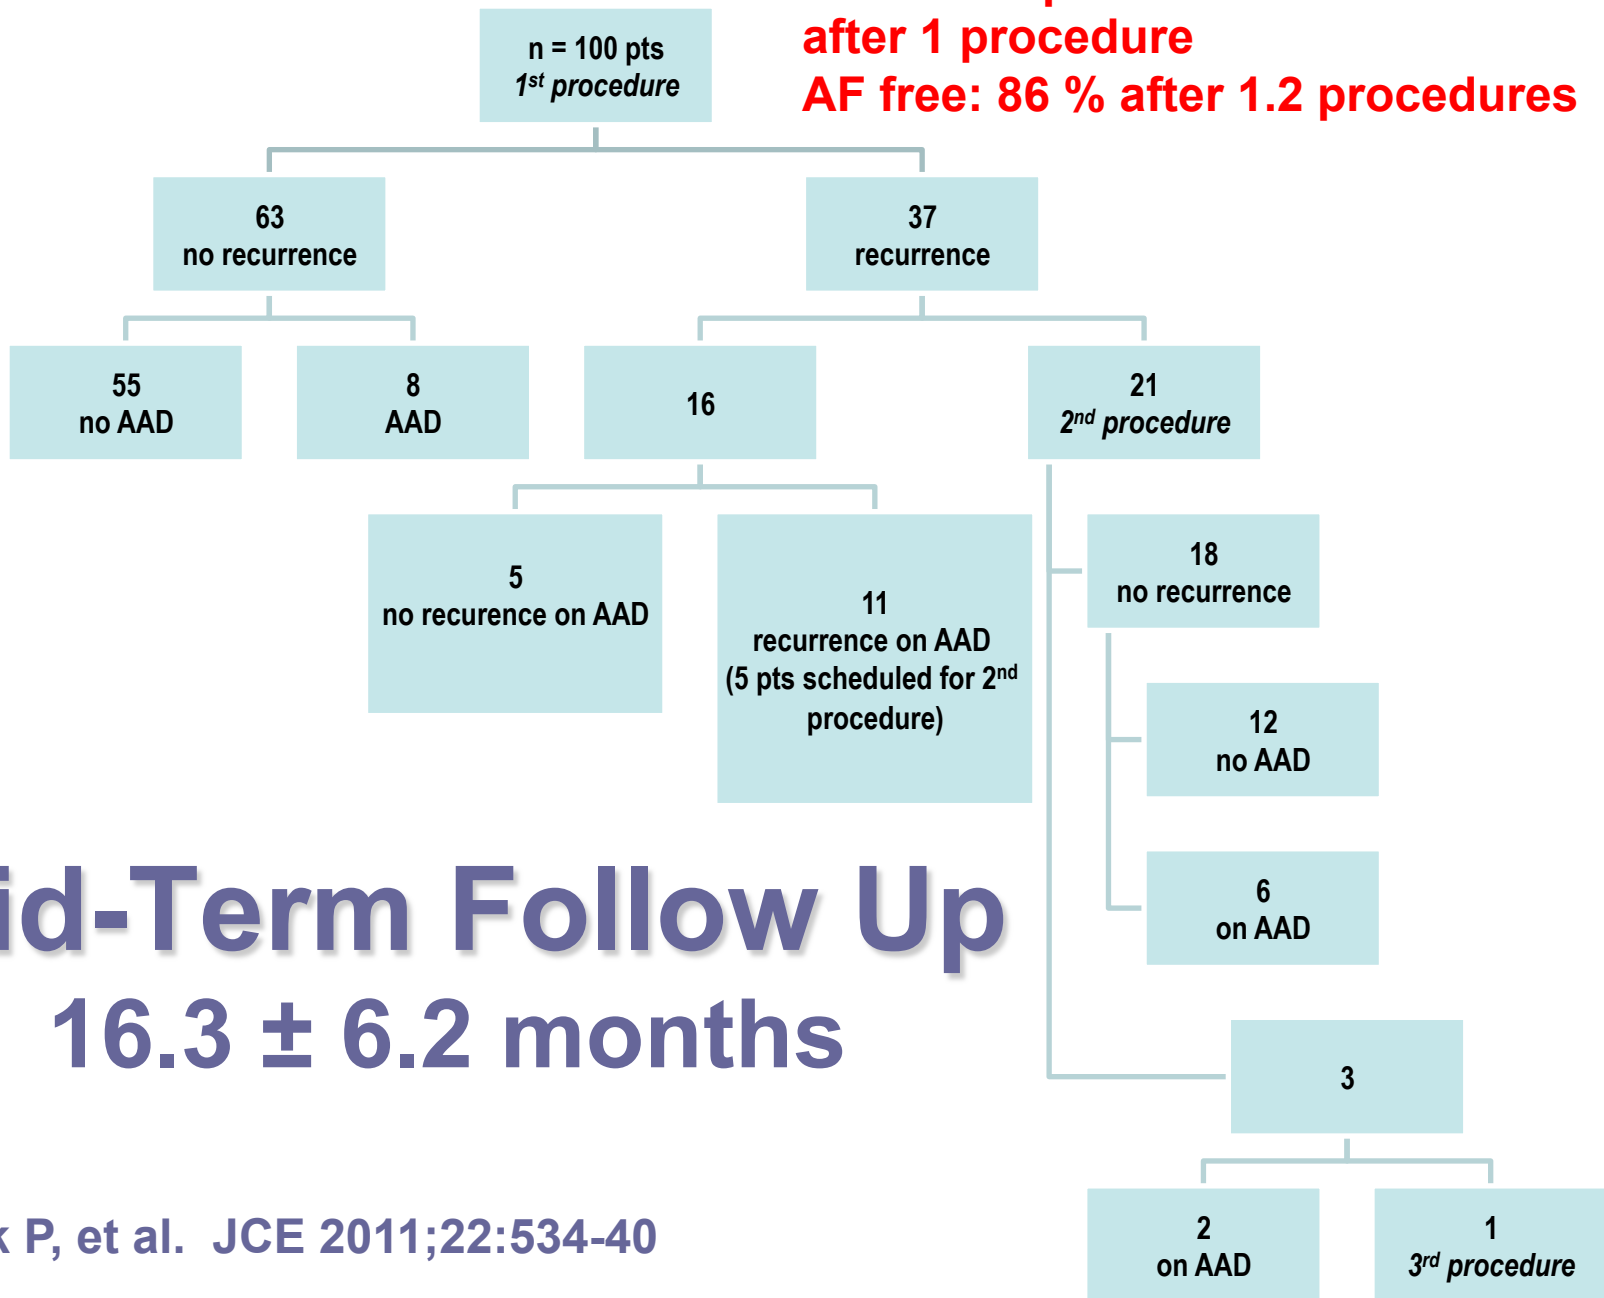 after 1 procedure
AF free: 86 % after 1.2 procedures
n = 100 pts
1st procedure
63
no recurrence
37
recurrence
55
no AAD
8
AAD
16
21
2nd procedure
5
no recurence on AAD
11
recurrence on AAD
(5 pts scheduled for 2nd
procedure)
18
no recurrence
12
no AAD
6
on AAD
id-Term Follow Up
16.3 ± 6.2 months
3
2
on AAD
1
3rd procedure
k P, et al. JCE 2011;22:534-40